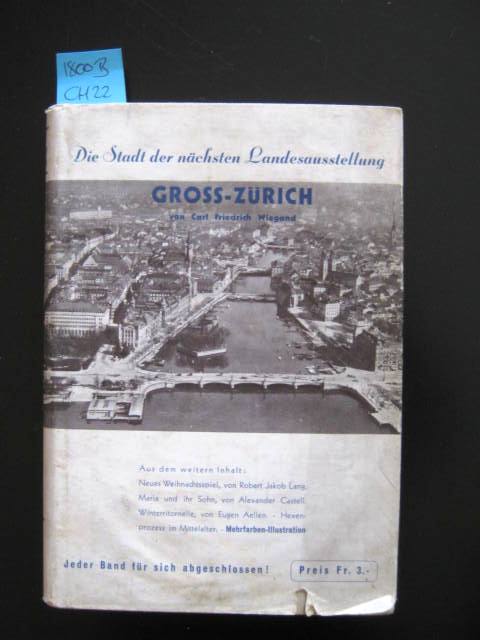 1800 B
CH 22
Die Stadt der nächsten Landesausstellung
GROSS-ZÜRICH
von Carl Friedrich Wiegand
Aus dem weitern Inhalt:
Neues Weihnachtsspiel, von Robert Jakob Lang.
Maria und ihr Sohn, von Alexander Castell.
Winterritornelle, von Eugen Aellen. - Hexen-
prozesse im Mittelalter. - Mehrfarben-Illustration
Jeder Band für sich abgeschlossen!
Preis Fr. 3.-